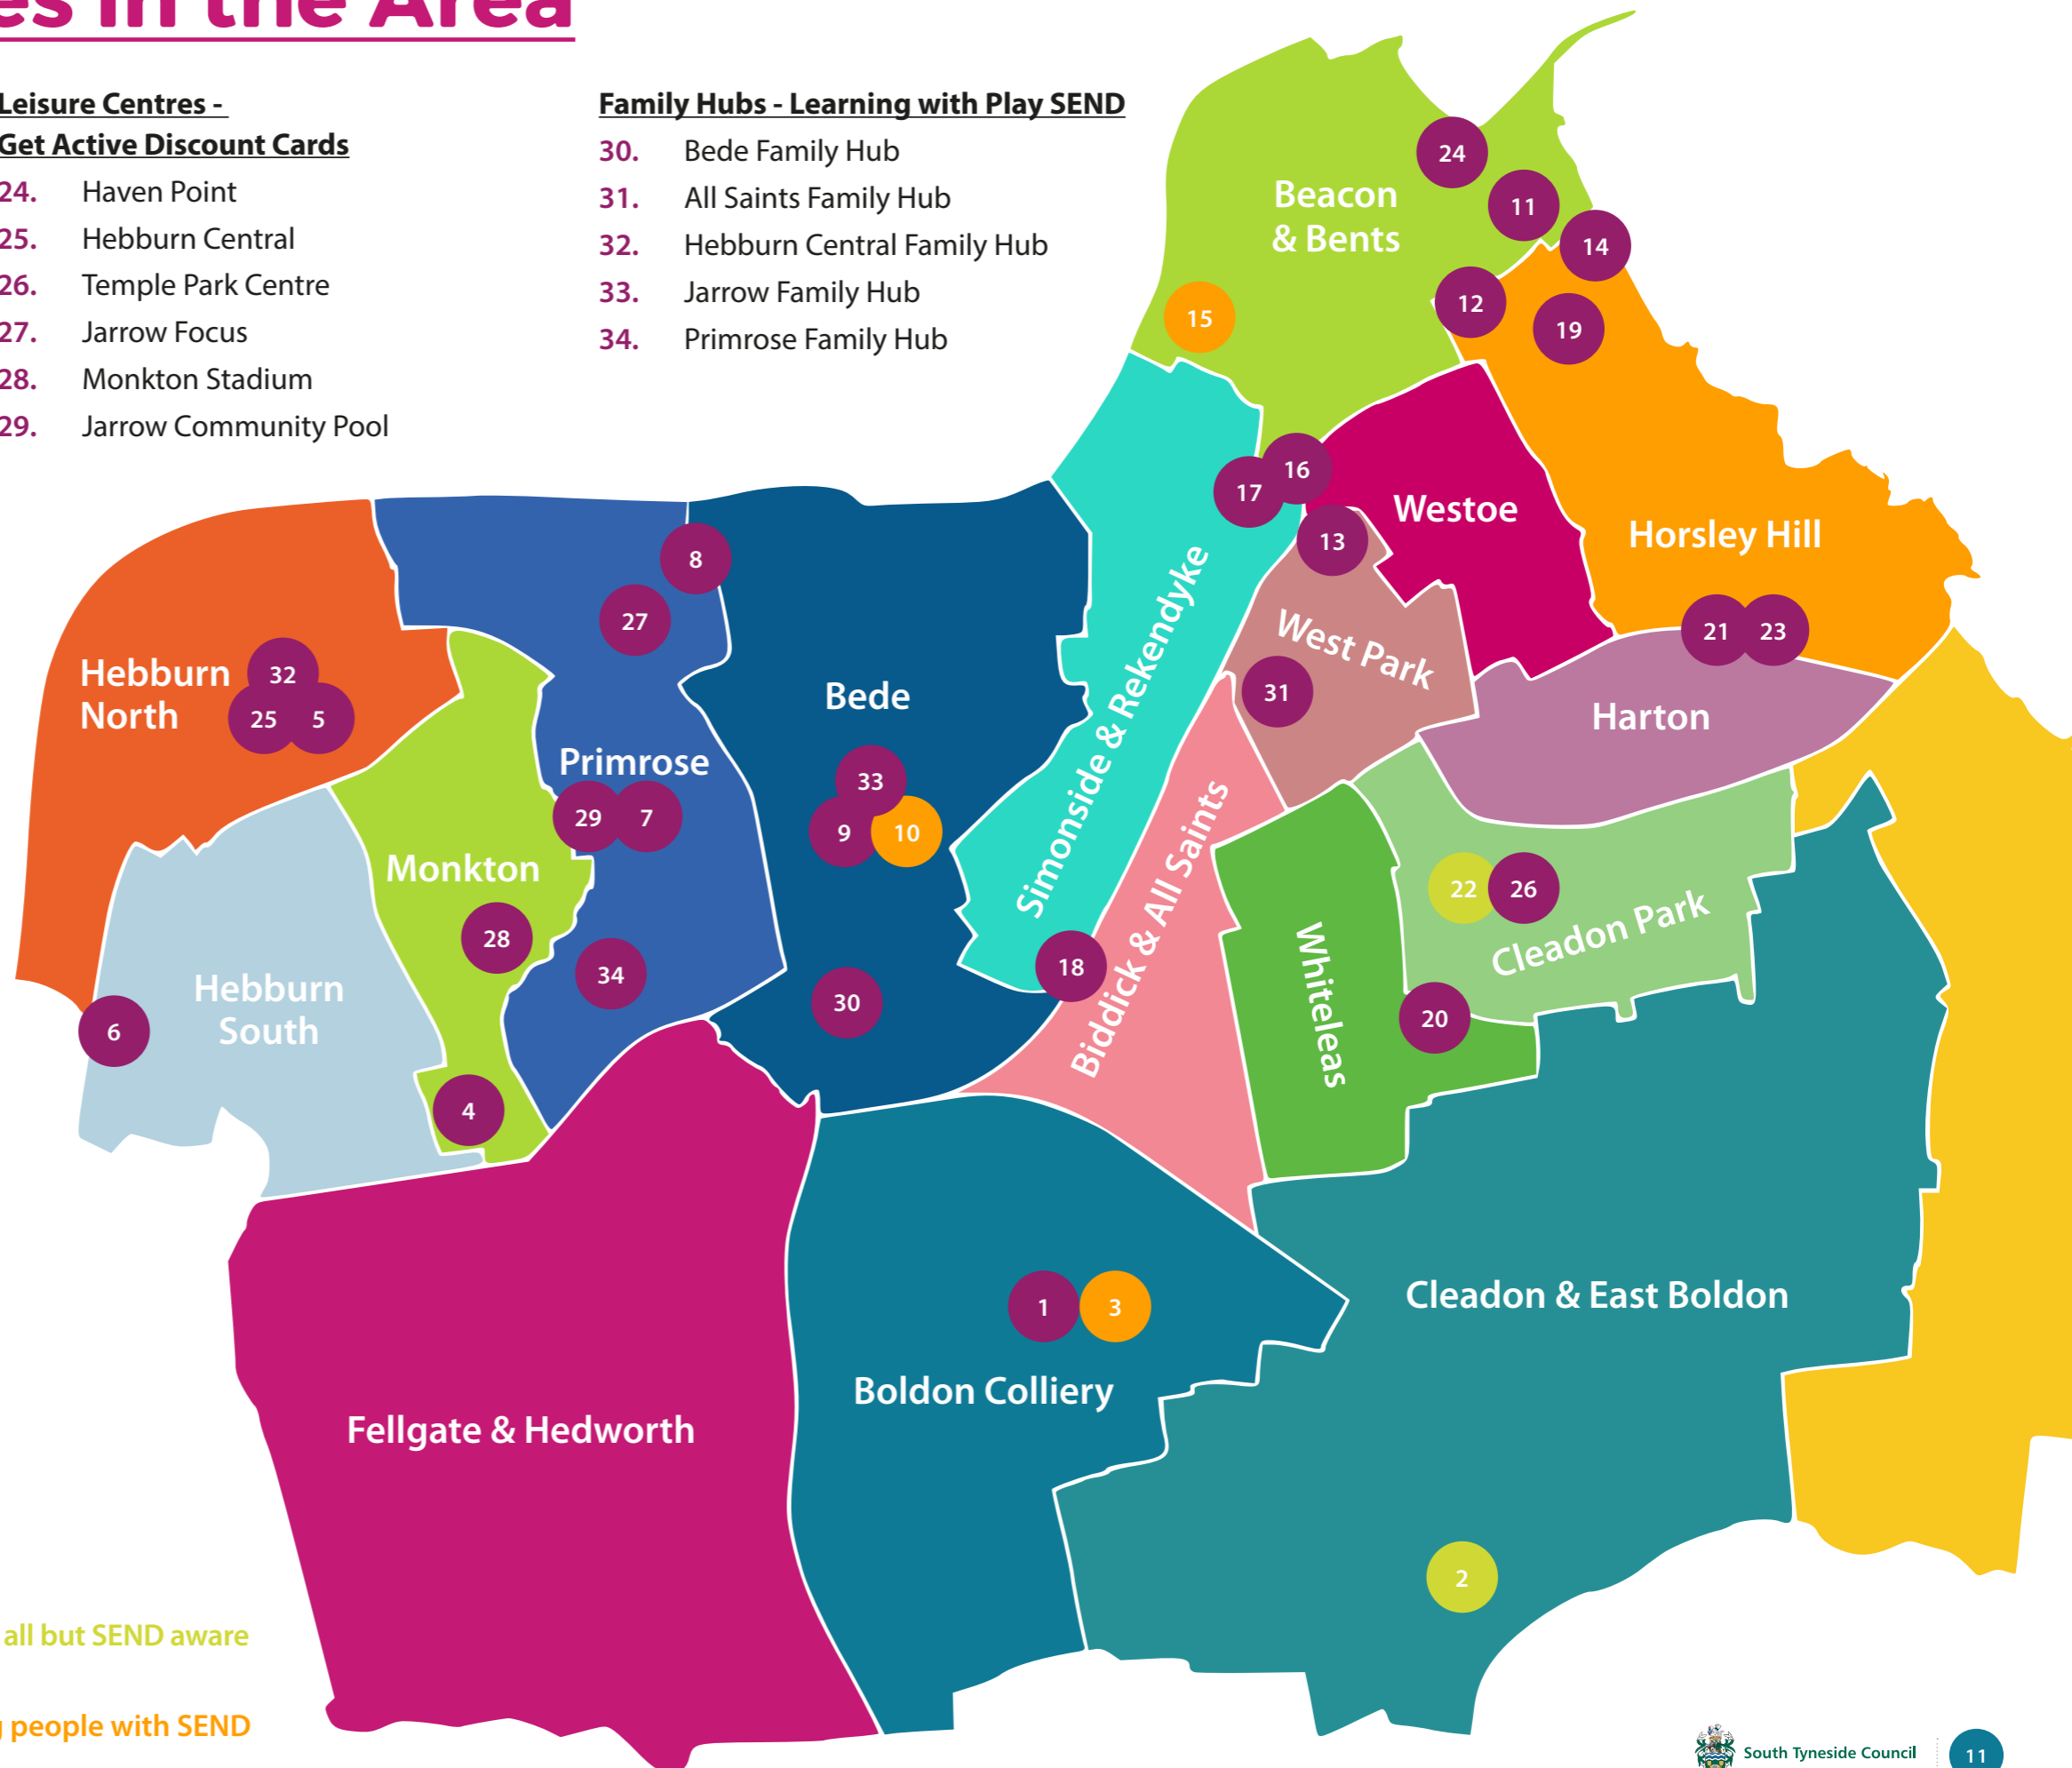 es in the Area
Leisure Centres -
Get Active Discount Cards
24. Haven Point
25. Hebburn Central
26. Temple Park Centre
27. Jarrow Focus
28. Monkton Stadium
29. Jarrow Community Pool
Family Hubs - Learning with Play SEND
30. Bede Family Hub
31. All Saints Family Hub
32. Hebburn Central Family Hub
33. Jarrow Family Hub
34. Primrose Family Hub
24
11
14
Beacon
& Bents
12
19
15
16
17
Westoe
13
Horsley Hill
8
27
21 23
West Park
31
Hebburn
North
32
25 5
Bede
Harton
Primrose
29 7
33
9 10
Simonside & Rekendyke
Biddick & All Saints
Monkton
28
22 26
Cleadon Park
34
18
Whiteleas
20
30
Hebburn
South
6
4
1 3
Cleadon & East Boldon
Boldon Colliery
Fellgate & Hedworth
2
all but SEND aware
people with SEND
South Tyneside Council
11